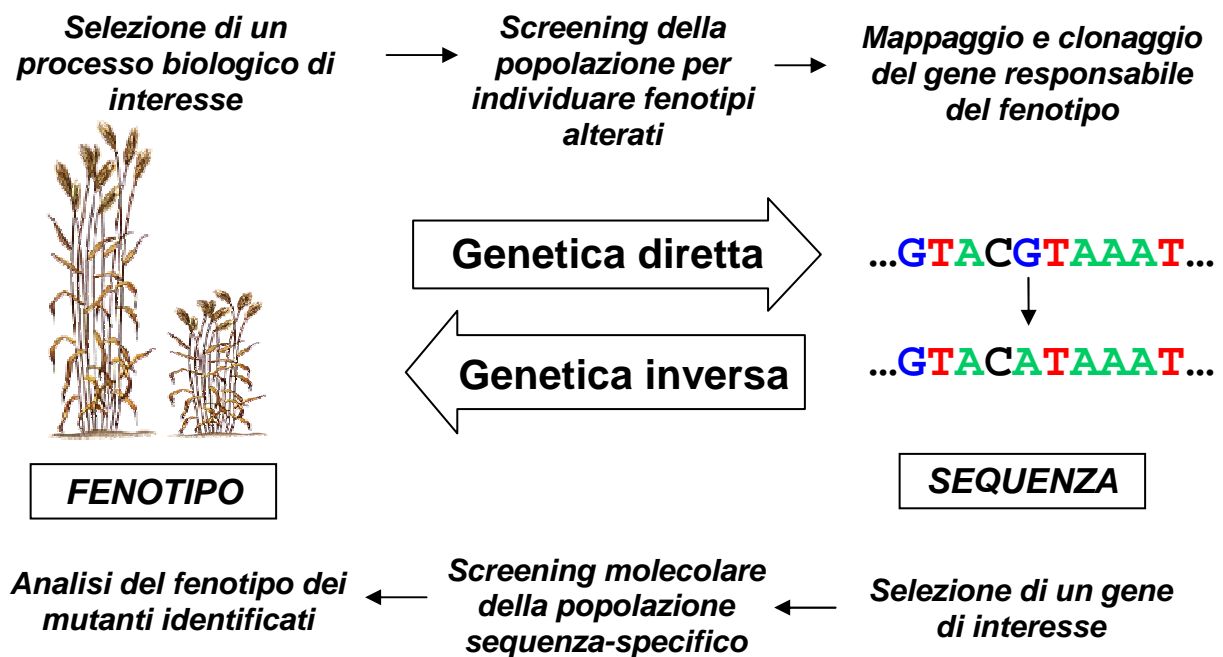 Selezione di un
processo biologico di
interesse
Screening della
popolazione per
individuare fenotipi
alterati
Mappaggio e clonaggio
del gene responsabile
del fenotipo
Genetica diretta
...GTACGTAAAT...
Genetica inversa
...GTACATAAAT...
FENOTIPO
SEQUENZA
Analisi del fenotipo dei
mutanti identificati
Screening molecolare
della popolazione
sequenza-specifico
Selezione di un gene
di interesse